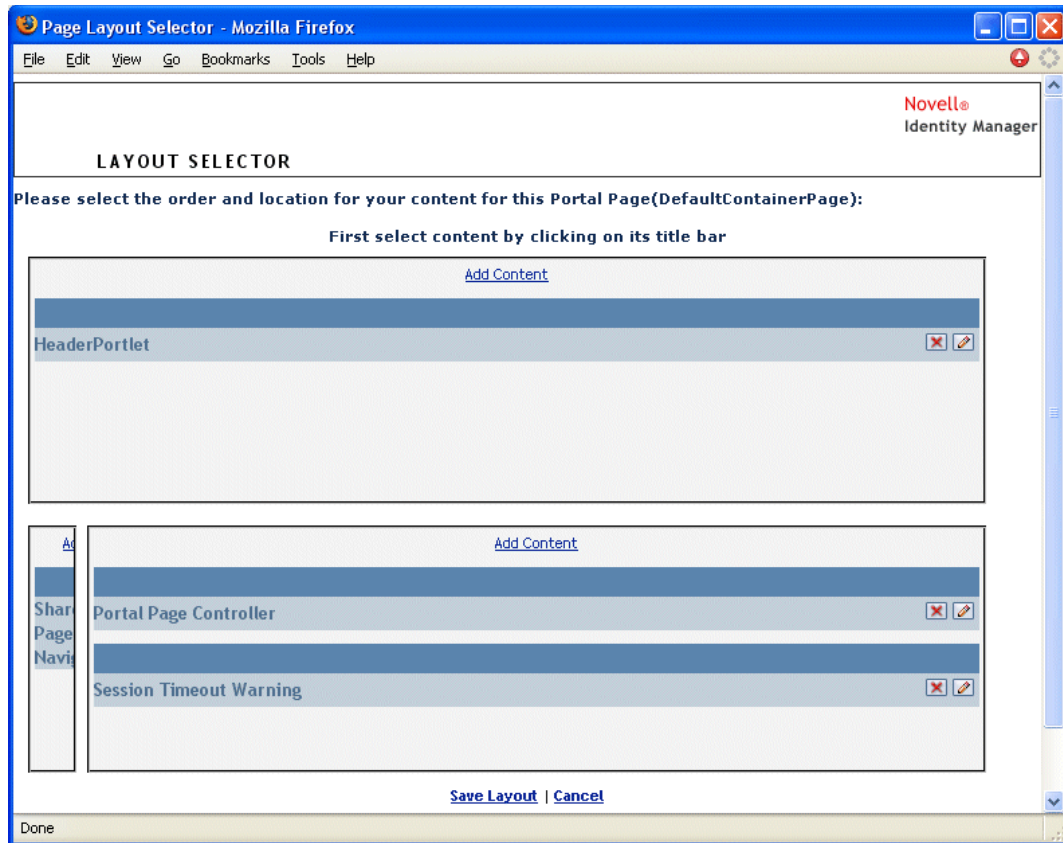 Page Layout Selector - Mozilla Firefox
File Edit View Go Bookmarks Tools Help
Novell®
Identity Manager
LAYOUT SELECTOR
Please select the order and location for your content for this Portal Page(DefaultContainerPage):
First select content by clicking on its title bar
Add Content
HeaderPortlet
Add Content
Portal Page Controller
Page
Session Timeout Warning
Save Layout | Cancel
Done